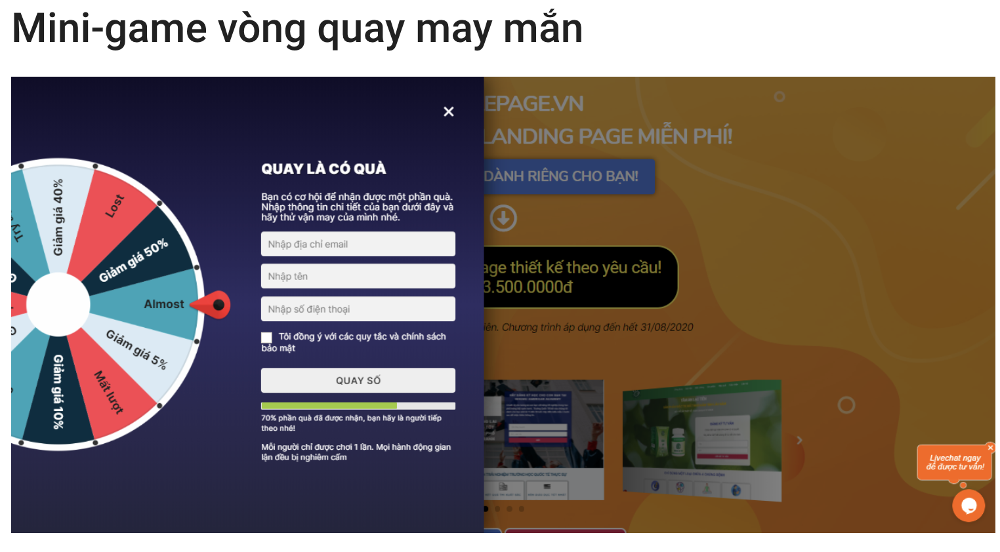 Mini-game vòng quay may mắn
EPAGE.VN
LANDING PAGE MIỄN PHÍ!
DÀNH RIÊNG CHO BẠN!
age thiết kế theo yêu cầu!
3.500.0000đ
iên. Chương trình áp dụng đến hết 31/08/2020
QUAY LÀ CÓ QUÀ
Bạn có cơ hội để nhận được một phần quà.
Nhập thông tin chi tiết của bạn dưới đây và
hãy thử vận may của mình nhé.
Nhập địa chỉ email
Nhập tên
Nhập số điện thoại
Tôi đồng ý với các quy tắc và chính sách
bảo mật
QUAY SỐ
70% phần quà đã được nhận, bạn hãy là người tiếp
theo nhé!
Mỗi người chỉ được chơi 1 lần. Mọi hành động gian
lận đều bị nghiêm cấm
Try
Giảm giá 40%
Lost
Giảm giá 50%
Almost
Giảm giá 5%
Mất lượt
Giảm giá 10%
ĐĂNG KÝ TƯ VẤN
Livechat ngay
để được tư vấn!